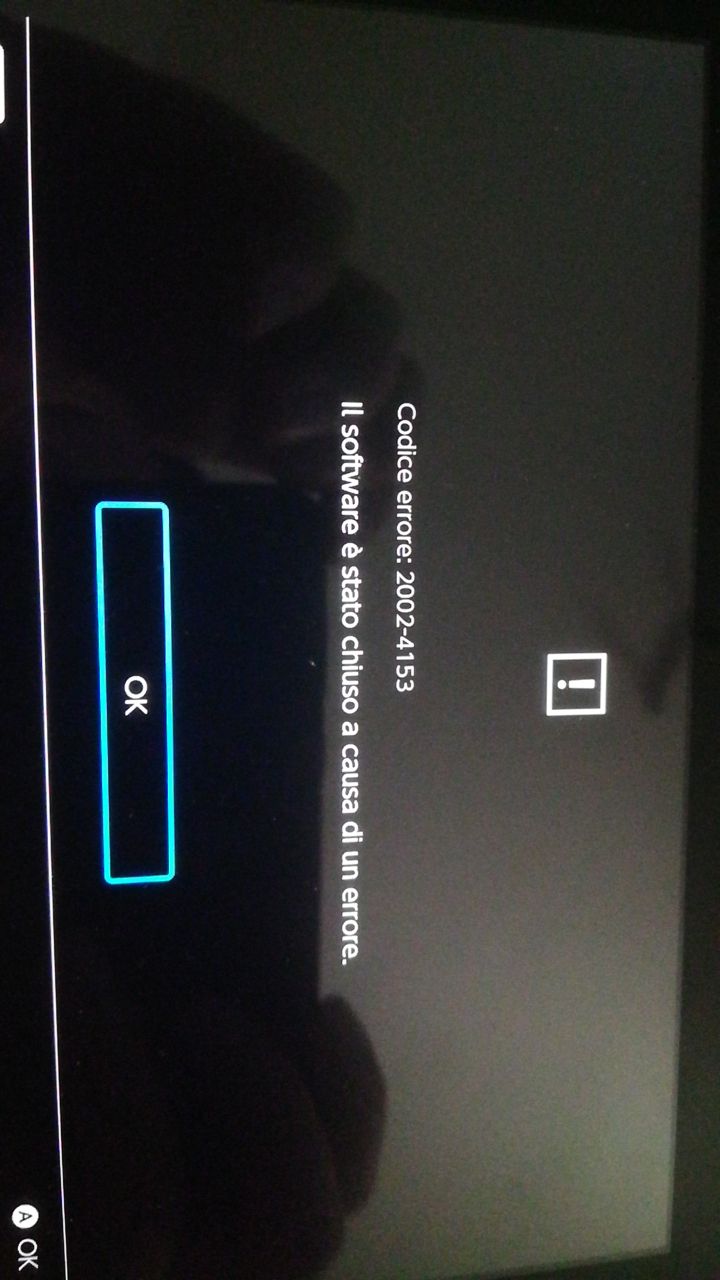 !
Codice errore: 2002-4153
Il software è stato chiuso a causa di un errore.
OK
A OK